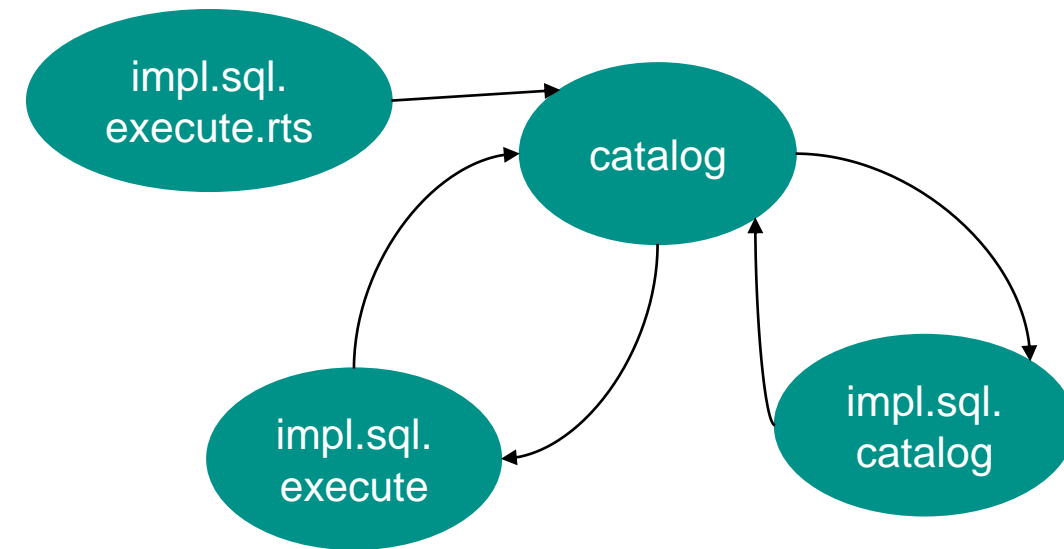 impl.sql.
execute.rts
catalog
impl.sql.
execute
impl.sql.
catalog